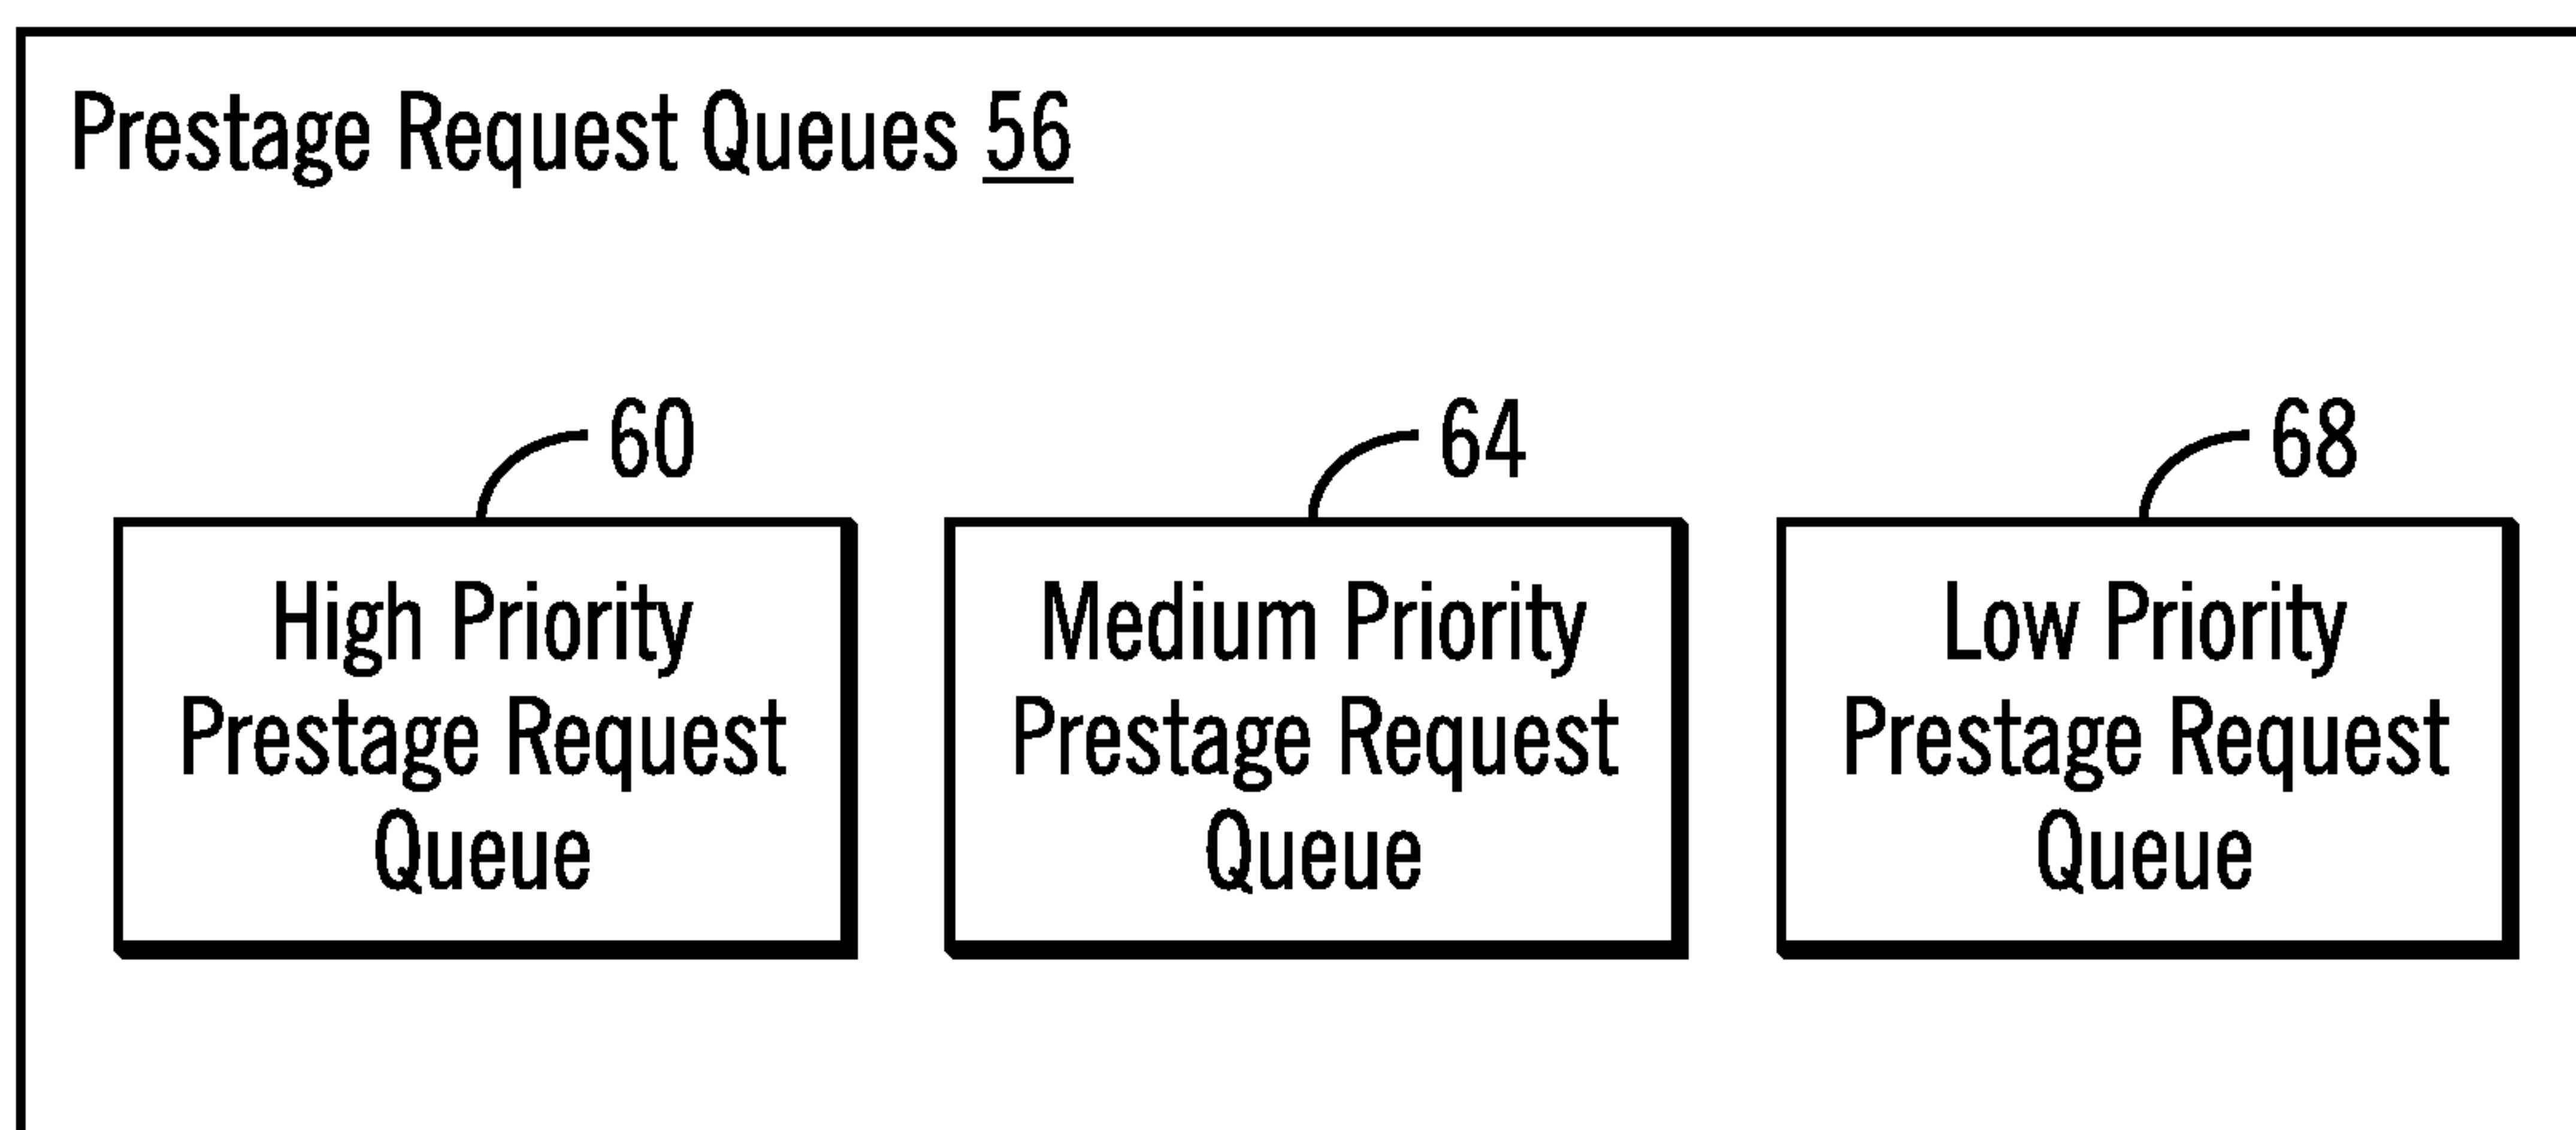 Prestage Request Queues 56
60
High Priority
Prestage Request
Queue
64
Medium Priority
Prestage Request
Queue
68
Low Priority
Prestage Request
Queue